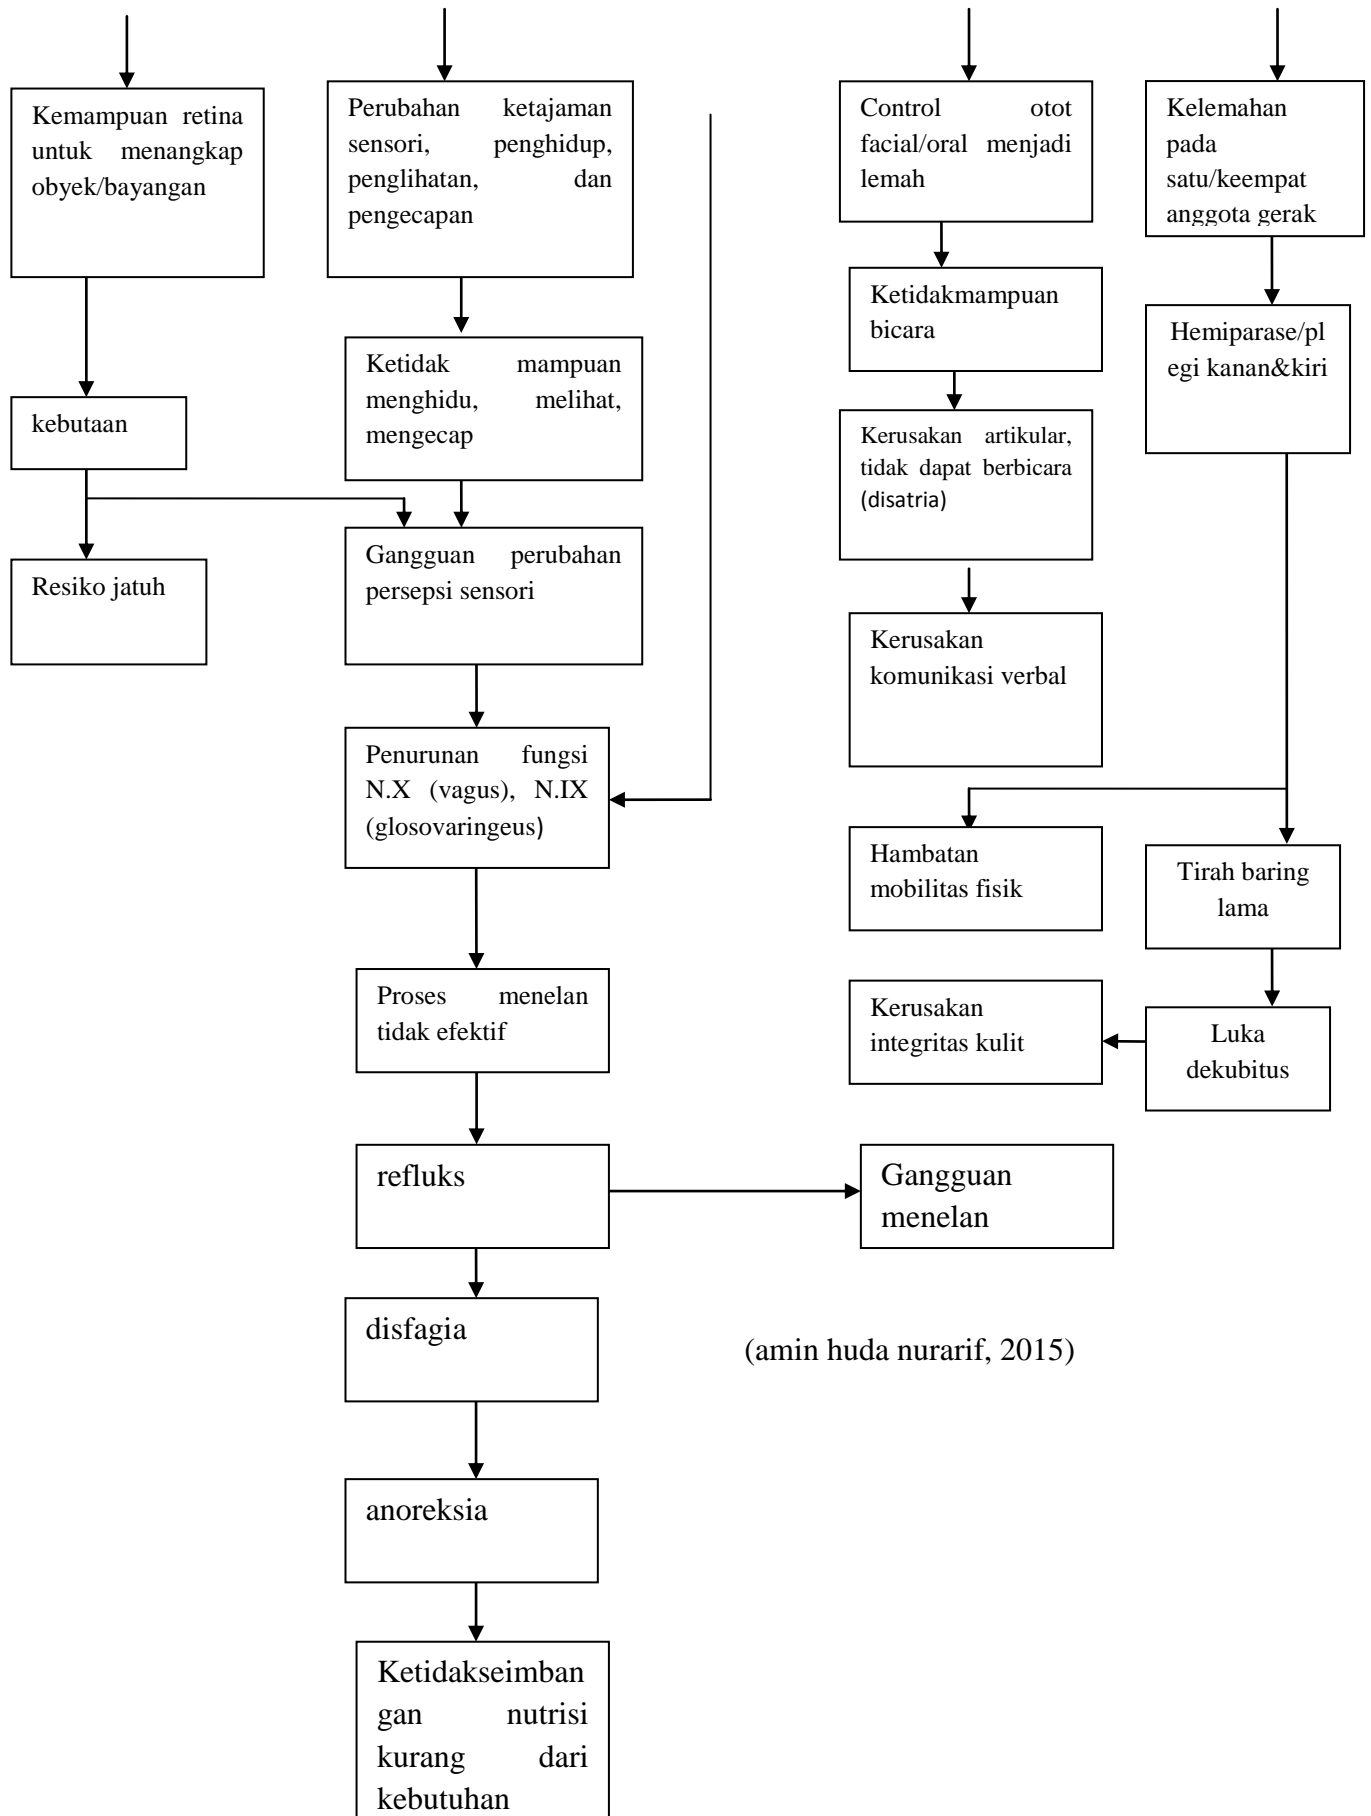 Kemampuan retina
untuk menangkap
obyek/bayangan
kebutaan
Resiko jatuh
Perubahan ketajaman
sensori, penghidup,
penglihatan, dan
pengecapan
Ketidak mampuan
menghidu, melihat,
mengecap
Gangguan perubahan
persepsi sensori
Penurunan fungsi
N.X (vagus), N.IX
(glosovaringeus)
Proses menelan
tidak efektif
refluks
Gangguan
menelan
disfagia
anoreksia
Ketidakseimban
gan nutrisi
kurang dari
kebutuhan
Control otot
facial/oral menjadi
lemah
Ketidakmampuan
bicara
Kerusakan artikular,
tidak dapat berbicara
(disatria)
Kerusakan
komunikasi verbal
Kelemahan
pada
satu/keempat
anggota gerak
Hemiparase/pl
egi kanan&kiri
Hambatan
mobilitas fisik
Tirah baring
lama
Luka
dekubitus
Kerusakan
integritas kulit
(amin huda nurarif, 2015)